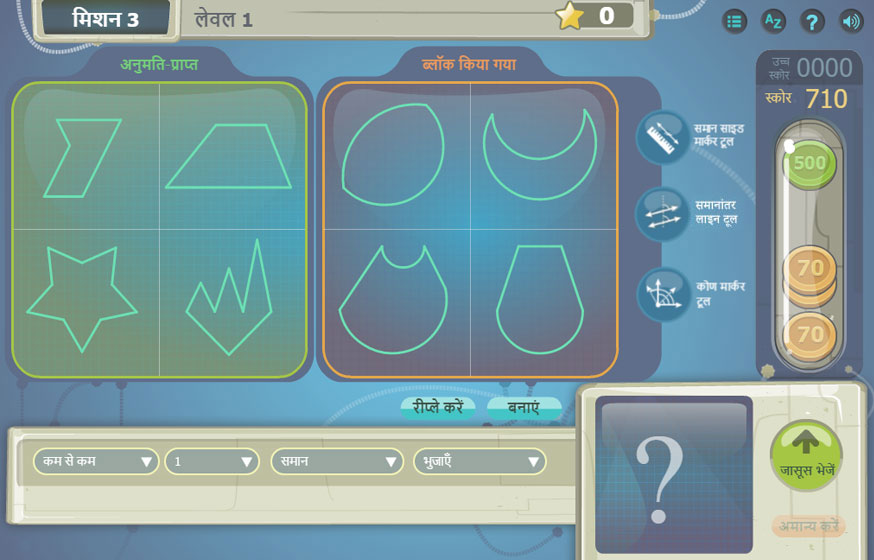 मिशन 3
लेवल 1
0
AZ
?
अनुमति-प्राप्त
ब्लॉक किया गया
उच्च
स्कोर
0000
स्कोर
710
समान साइड
मार्कर टूल
समानांतर
लाइन टूल
कोण मार्कर
टूल
500
70
70
रीप्ले करें
बनाएं
कम से कम
1
समान
भुजाएँ
?
जासूस भेजें
अमान्य करें